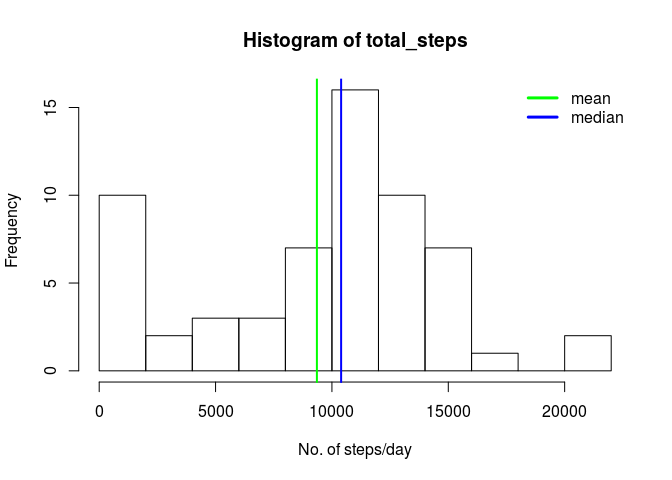 Histogram of total_steps
mean
median
Frequency
15
10
5
0
0 5000 10000 15000 20000
No. of steps/day